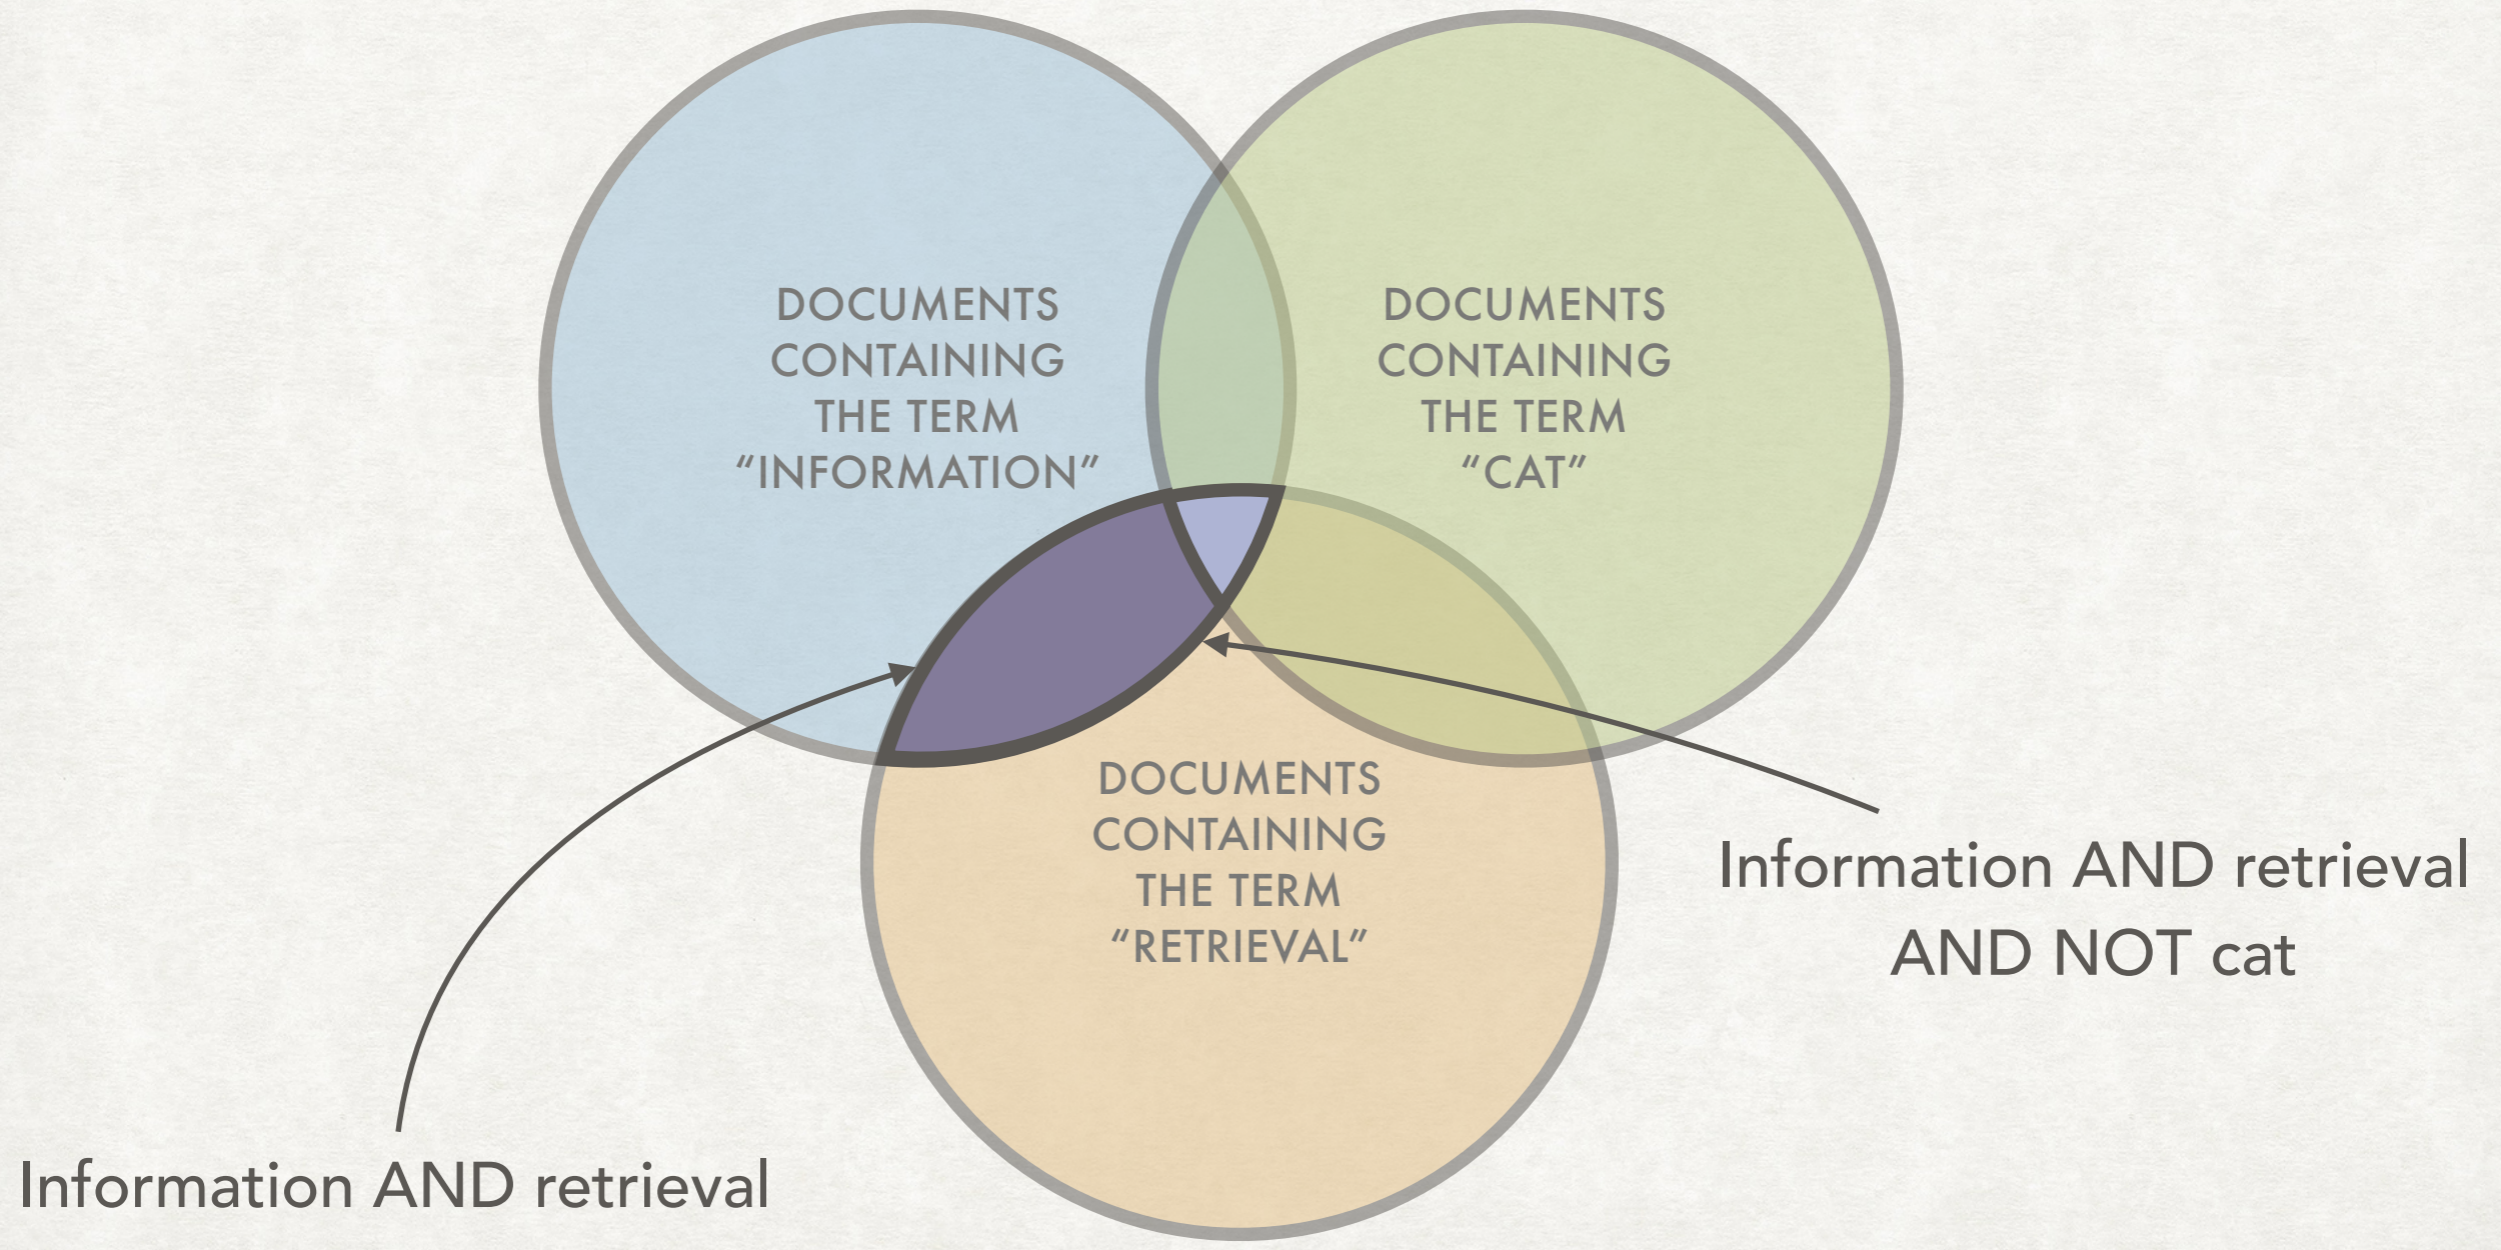 DOCUMENTS
CONTAINING
THE TERM
“INFORMATION”
DOCUMENTS
CONTAINING
THE TERM
“CAT”
DOCUMENTS
CONTAINING
THE TERM
“RETRIEVAL”
Information AND retrieval
AND NOT cat
Information AND retrieval